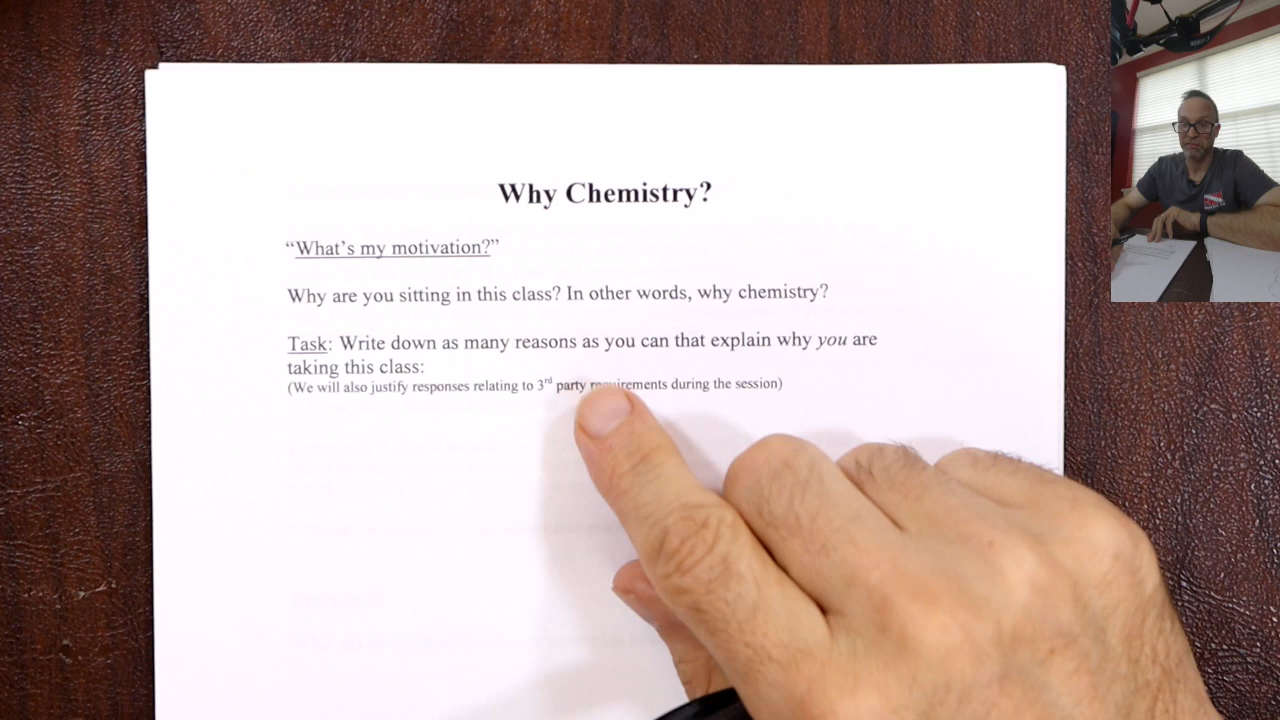 Why Chemistry?
“What’s my motivation?”
Why are you sitting in this class? In other words, why chemistry?
Task: Write down as many reasons as you can that explain why you are
taking this class:
(We will also justify responses relating to 3rd party requirements during the session)